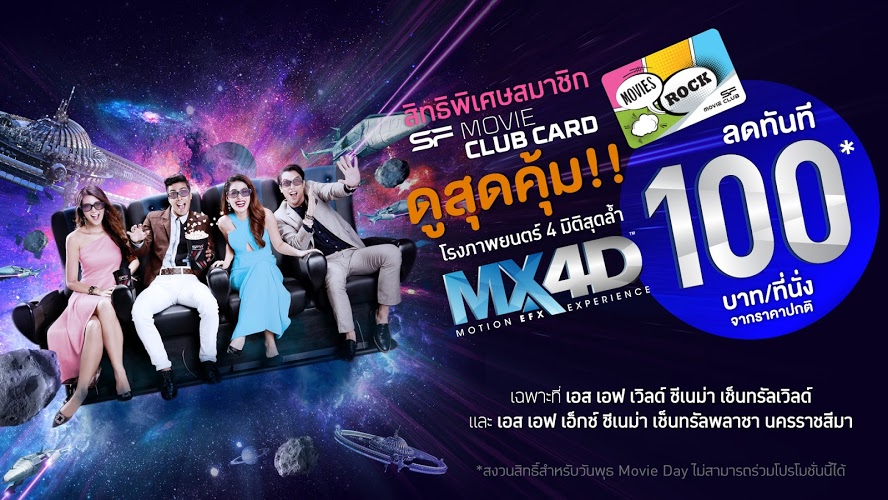 สิทธิพิเศษสมาชิก
SF MOVIE
CLUB CARD
MOVIES
ROCK
SF
MOVIE CLUB
ดูสุดคุ้ม!!
โรงภาพยนตร์ 4 มิติสุดล้ำ
MX4D™
MOTION EFX EXPERIENCE
ลดทันที
100*
บาท/ที่นั่ง
จากราคาปกติ
เฉพาะที่ เอส เอฟ เวิลด์ ซีเนม่า เซ็นทรัลเวิลด์
และ เอส เอฟ เอ็กซ์ ซีเนม่า เซ็นทรัลพลาซา นครราชสีมา
*สงวนสิทธิ์สำหรับวันพุธ Movie Day ไม่สามารถร่วมโปรโมชั่นนี้ได้